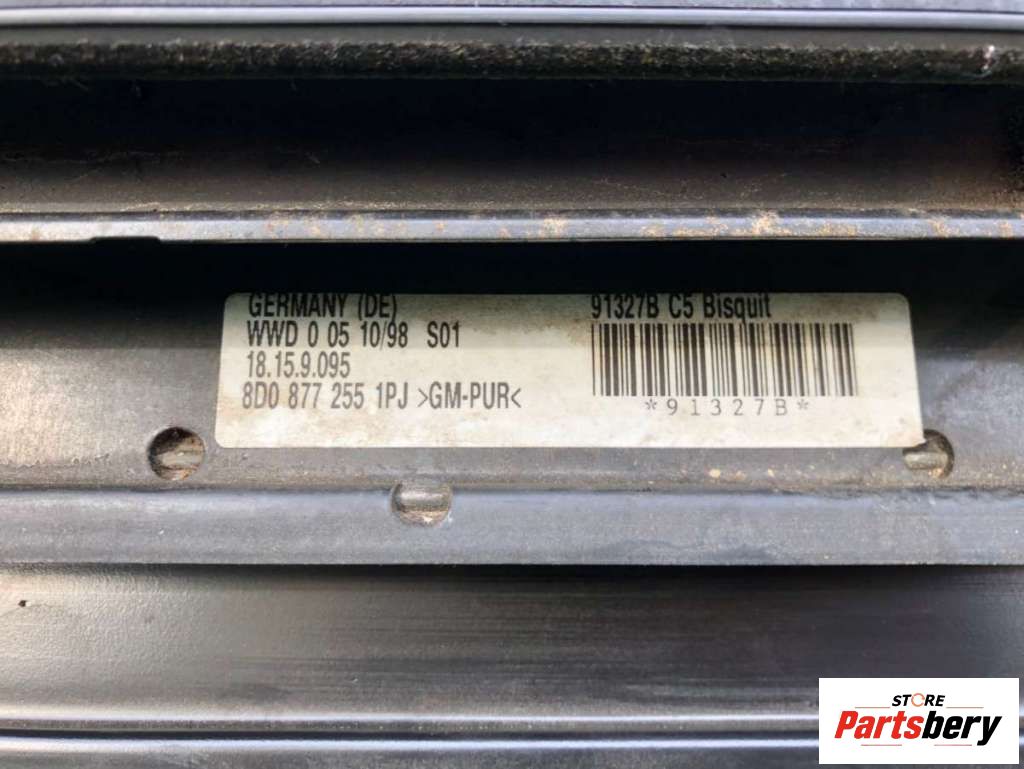 GERMANY (DE)
WWD 0 05 10/98 S01
18.15.9.095
8D0 877 255 1PJ >GM-PUR<
91327B C5 Bisquit
*91327B*
STORE
Partsbery